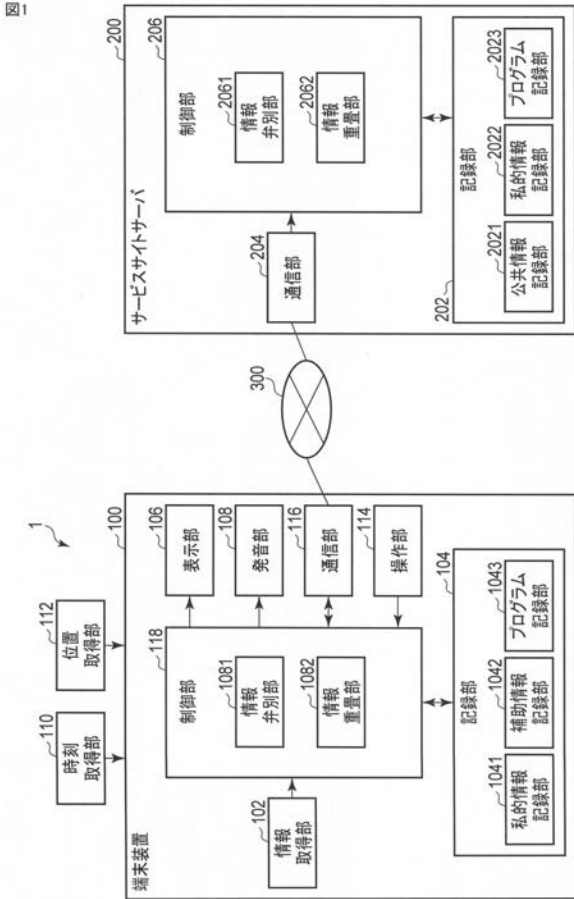 図1
1
時刻
取得部
110
位置
取得部
112
端末装置
100
情報
取得部
102
制御部
118
情報
弁別部
1081
情報
重畳部
1082
表示部
106
発音部
108
通信部
116
操作部
114
記録部
104
私的情報
記録部
1041
補助情報
記録部
1042
プログラム
記録部
1043
300
サービスサイトサーバ
200
通信部
204
制御部
206
情報
弁別部
2061
情報
重畳部
2062
記録部
202
公共情報
記録部
2021
私的情報
記録部
2022
プログラム
記録部
2023